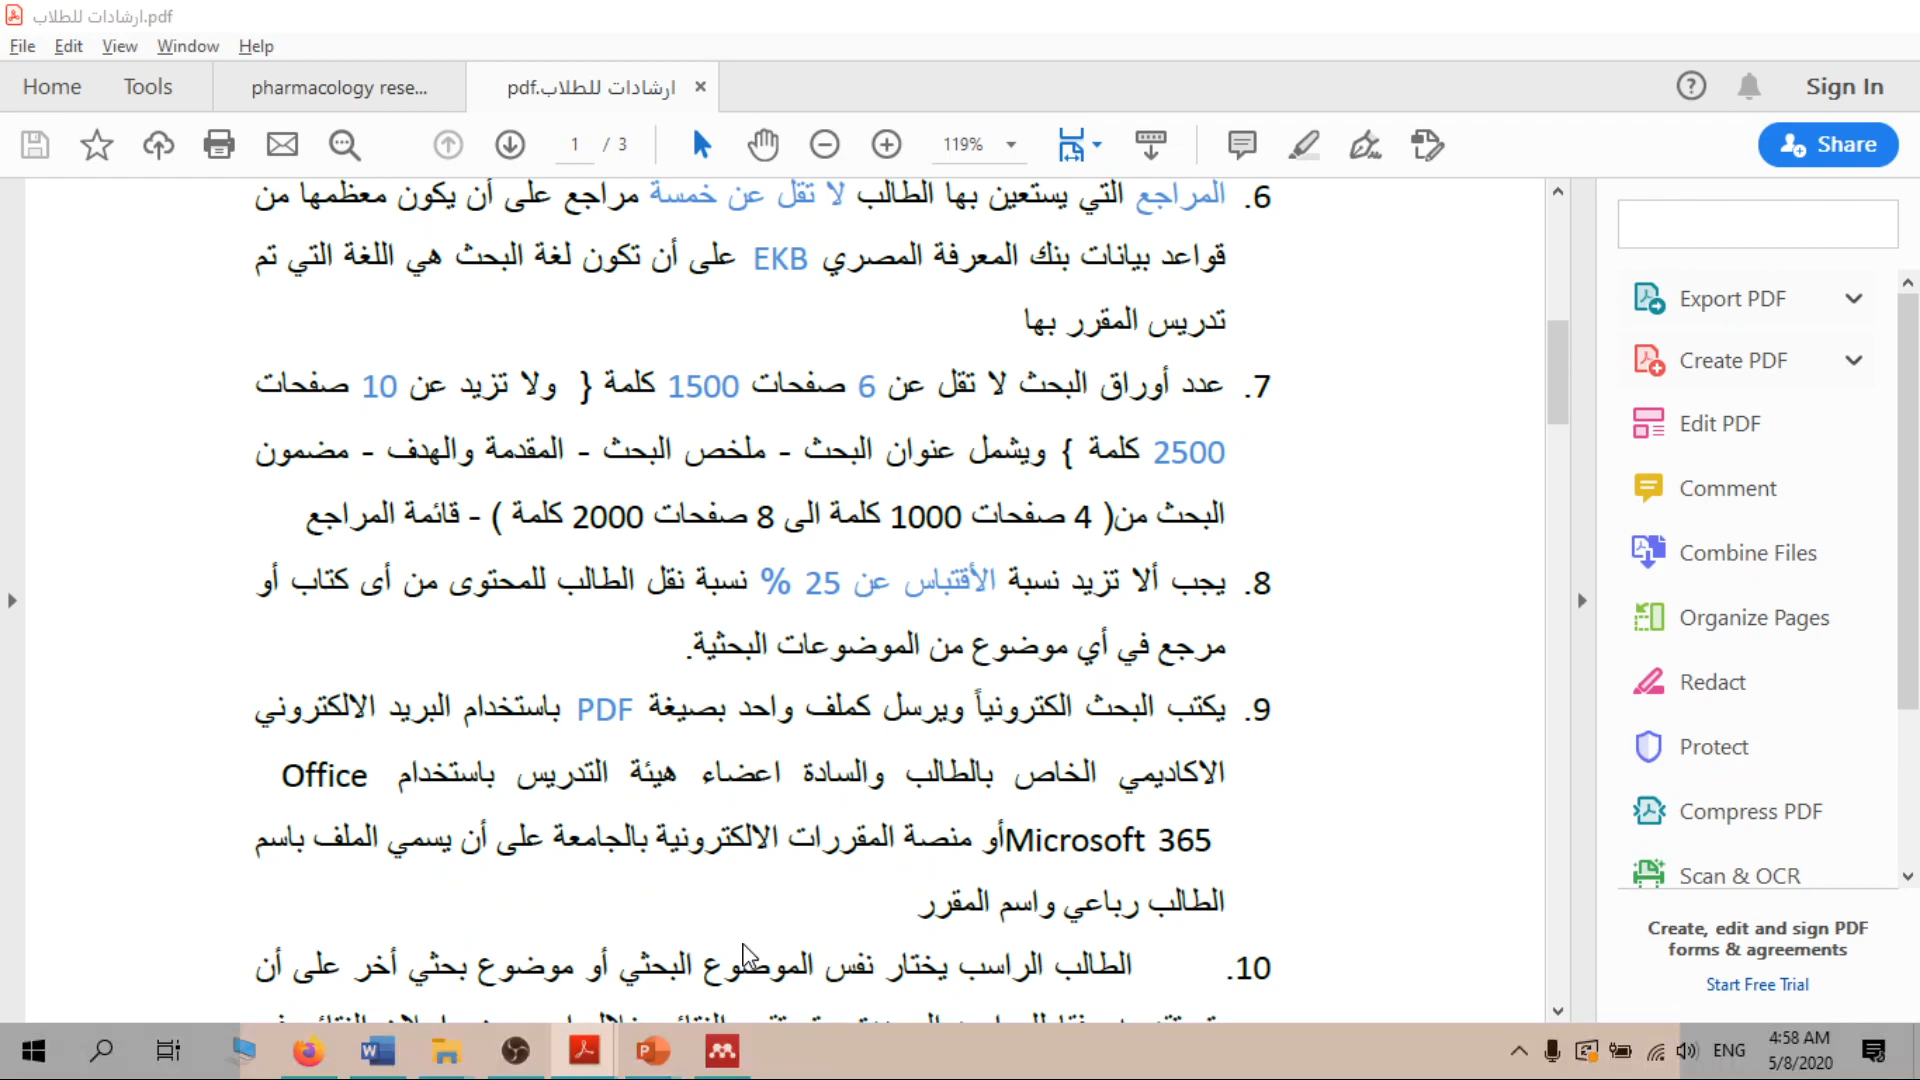 ارشادات للطلاب.pdf
File Edit View Window Help
Home Tools pharmacology rese... ارشادات للطلاب.pdf × Sign In
1 / 3 119% Share
6. المراجع التي يستعين بها الطالب لا تقل عن خمسة مراجع على أن يكون معظمها من
قواعد بيانات بنك المعرفة المصري EKB على أن تكون لغة البحث هي اللغة التي تم
تدريس المقرر بها
7. عدد أوراق البحث لا تقل عن 6 صفحات 1500 كلمة { ولا تزيد عن 10 صفحات
2500 كلمة } ويشمل عنوان البحث - ملخص البحث - المقدمة والهدف - مضمون
البحث من( 4 صفحات 1000 كلمة الى 8 صفحات 2000 كلمة ) - قائمة المراجع
8. يجب ألا تزيد نسبة الأقتباس عن 25 % نسبة نقل الطالب للمحتوى من أى كتاب أو
مرجع في أي موضوع من الموضوعات البحثية.
9. يكتب البحث الكترونياً ويرسل كملف واحد بصيغة PDF باستخدام البريد الالكتروني
الاكاديمي الخاص بالطالب والسادة اعضاء هيئة التدريس باستخدام Office
Microsoft 365أو منصة المقررات الالكترونية بالجامعة على أن يسمي الملف باسم
الطالب رباعي واسم المقرر
10. الطالب الراسب يختار نفس الموضوع البحثي أو موضوع بحثي أخر على أن
Export PDF
Create PDF
Edit PDF
Comment
Combine Files
Organize Pages
Redact
Protect
Compress PDF
Scan & OCR
Create, edit and sign PDF
forms & agreements
Start Free Trial
ENG
4:58 AM
5/8/2020